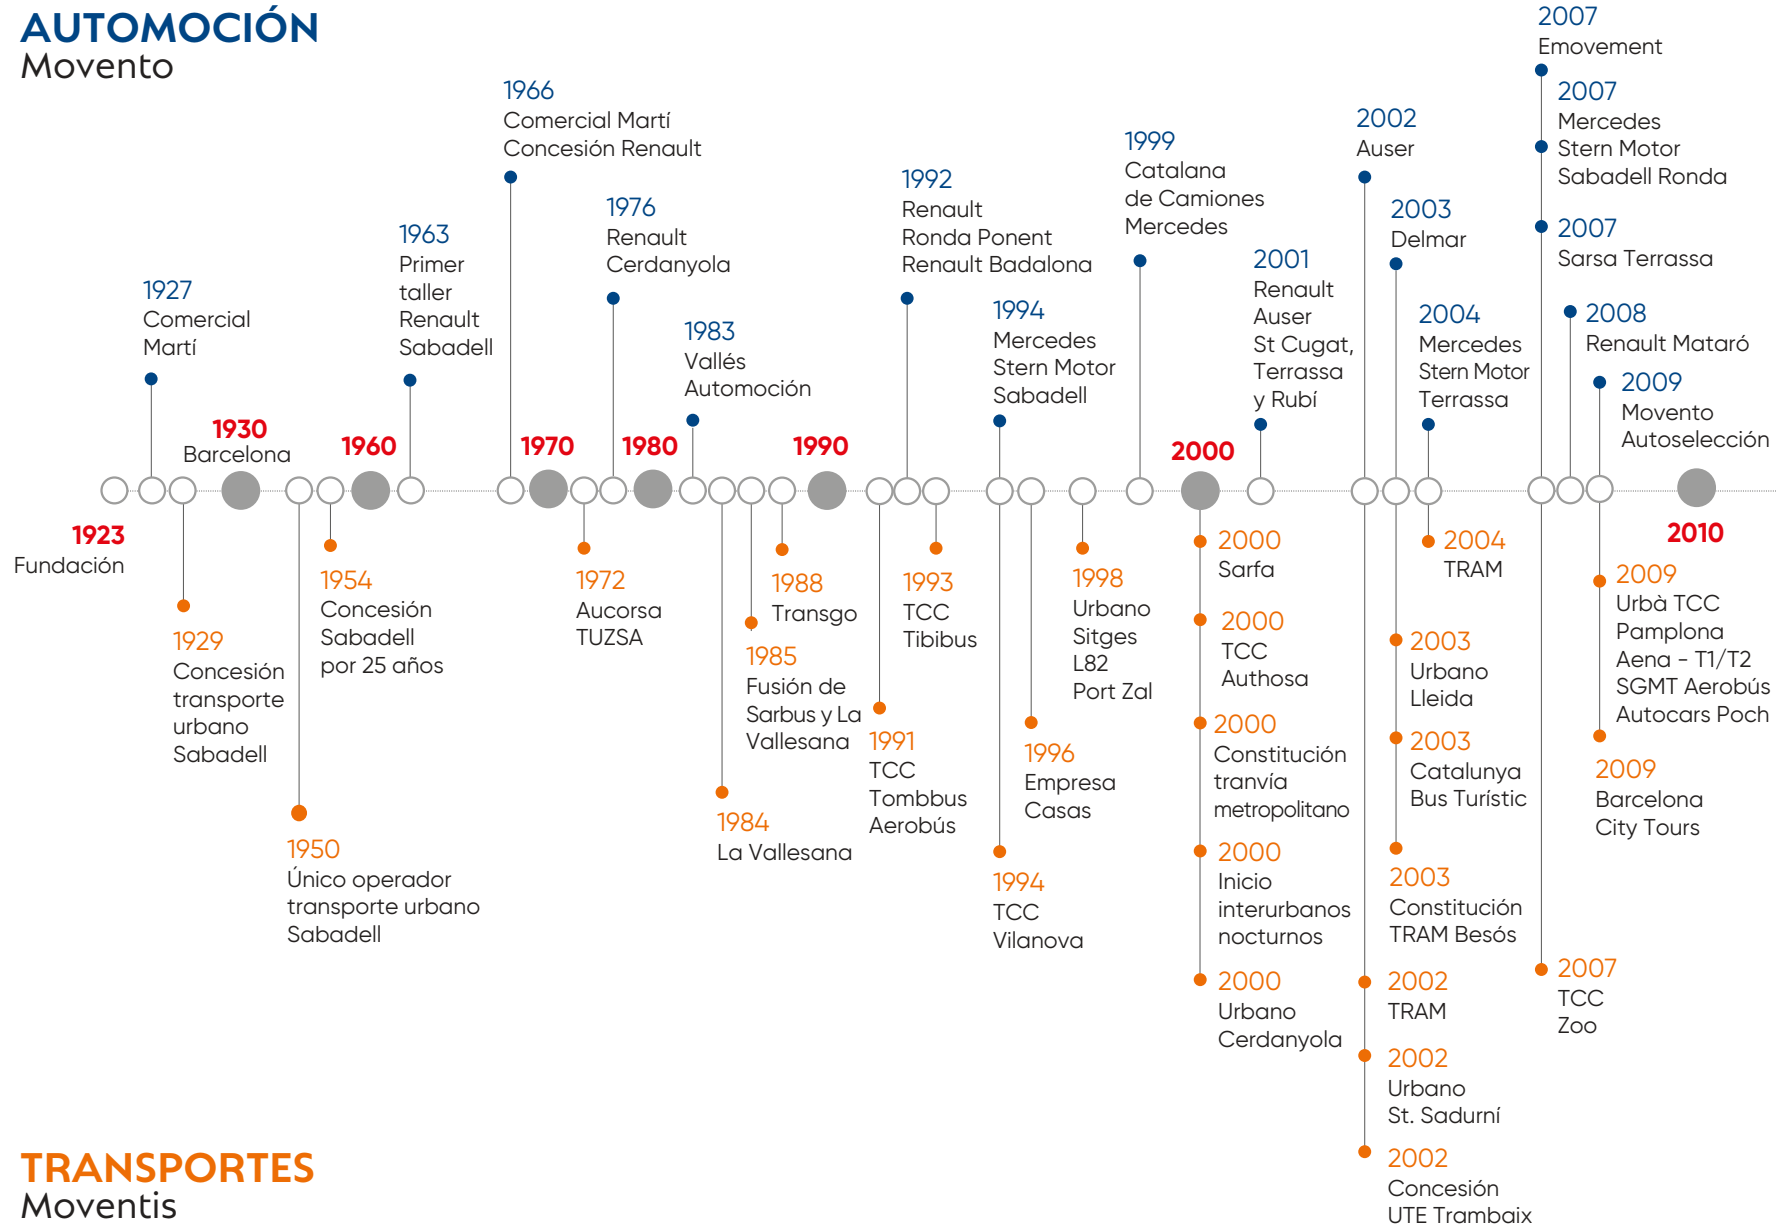 AUTOMOCIÓN
Movento
1927
Comercial
Martí
1963
Primer
taller
Renault
Sabadell
1966
Comercial Martí
Concesión Renault
1976
Renault
Cerdanyola
1983
Vallés
Automoción
1992
Renault
Ronda Ponent
Renault Badalona
1994
Mercedes
Stern Motor
Sabadell
1999
Catalana
de Camiones
Mercedes
2001
Renault
Auser
St Cugat,
Terrassa
y Rubí
2002
Auser
2003
Delmar
2004
Mercedes
Stern Motor
Terrassa
2007
Emovement
2007
Mercedes
Stern Motor
Sabadell Ronda
2007
Sarsa Terrassa
2008
Renault Mataró
2009
Movento
Autoselección
1923
Fundación
1930
Barcelona
1960
1970
1980
1990
2000
2010
1929
Concesión
transporte
urbano
Sabadell
1950
Único operador
transporte urbano
Sabadell
1954
Concesión
Sabadell
por 25 años
1972
Aucorsa
TUZSA
1984
La Vallesana
1985
Fusión de
Sarbus y La
Vallesana
1988
Transgo
1991
TCC
Tombbus
Aerobús
1993
TCC
Tibibus
1994
TCC
Vilanova
1996
Empresa
Casas
1998
Urbano
Sitges
L82
Port Zal
2000
Sarfa
2000
TCC
Authosa
2000
Constitución
tranvía
metropolitano
2000
Inicio
interurbanos
nocturnos
2000
Urbano
Cerdanyola
2002
TRAM
2002
Urbano
St. Sadurní
2002
Concesión
UTE Trambaix
2003
Urbano
Lleida
2003
Catalunya
Bus Turístic
2003
Constitución
TRAM Besós
2004
TRAM
2007
TCC
Zoo
2009
Urbà TCC
Pamplona
Aena - T1/T2
SGMT Aerobús
Autocars Poch
2009
Barcelona
City Tours
TRANSPORTES
Moventis